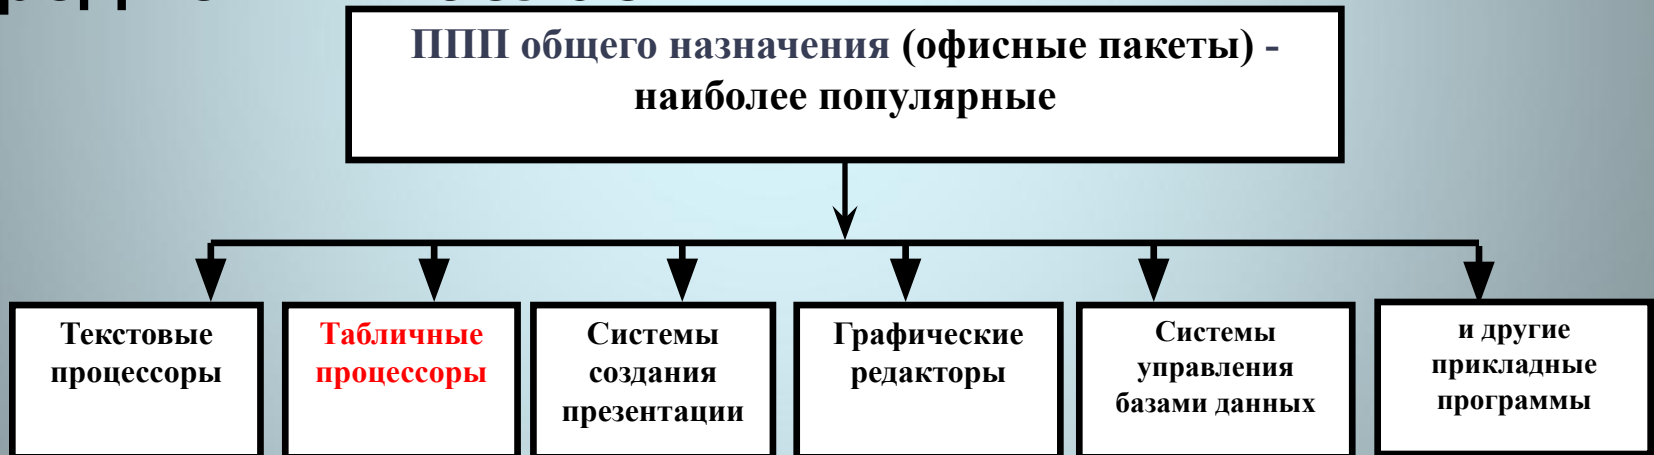 ППП общего назначения (офисные пакеты) -
наиболее популярные
Текстовые
процессоры
Табличные
процессоры
Системы
создания
презентации
Графические
редакторы
Системы
управления
базами данных
и другие
прикладные
программы